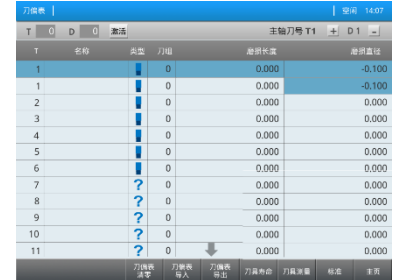 刀偏表 空闲 14:07
T 0 D 0 激活 主轴刀号 T1 + D 1 -
T 名称 类型 刀组 磨损长度 磨损直径
1 0 0.000 -0.100
1 0 0.000 -0.100
2 0 0.000 0.000
3 0 0.000 0.000
4 0 0.000 0.000
5 0 0.000 0.000
6 0 0.000 0.000
7 ? 0 0.000 0.000
8 ? 0 0.000 0.000
9 ? 0 0.000 0.000
10 ? 0 0.000 0.000
11 ? 0 0.000 0.000
刀偏表 刀偏表 刀偏表
清零 导入 导出 刀具寿命 刀具测量 标准 主页